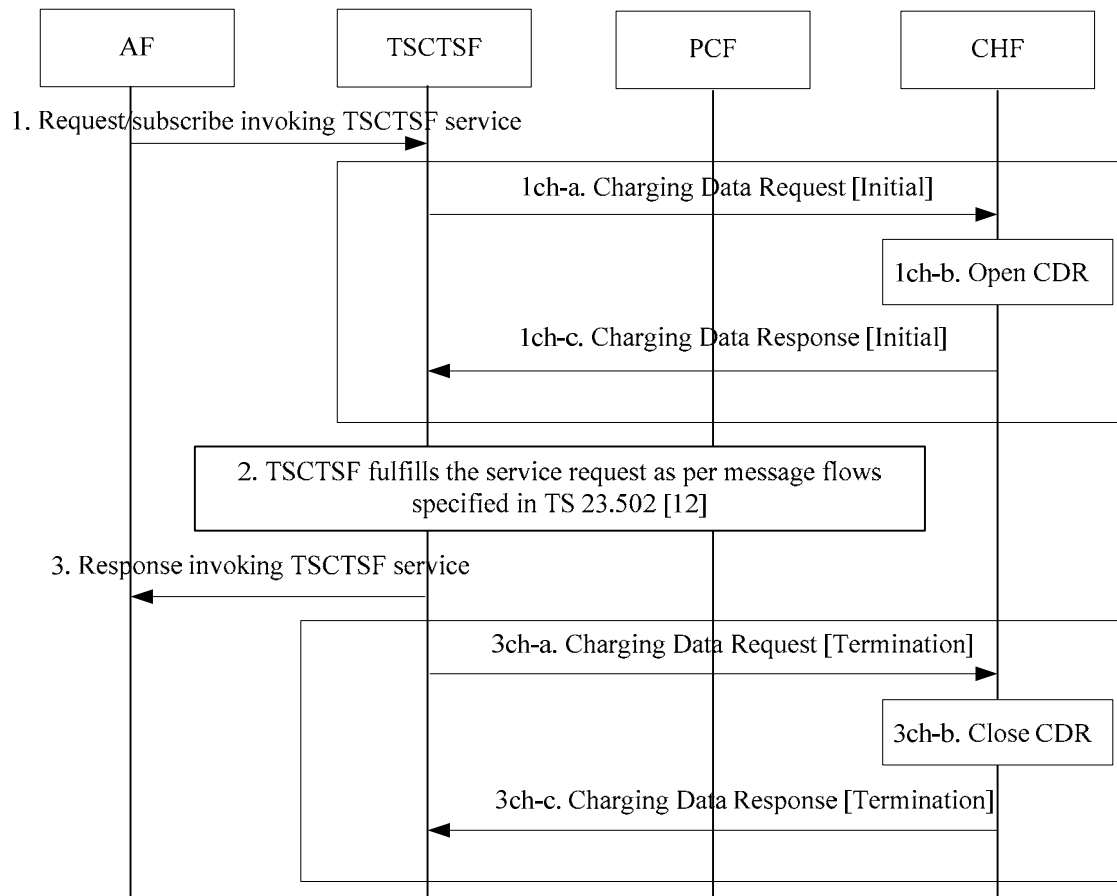 AF
TSCTSF
PCF
CHF
1. Request/subscribe invoking TSCTSF service
1ch-a. Charging Data Request [Initial]
1ch-b. Open CDR
1ch-c. Charging Data Response [Initial]
2. TSCTSF fulfills the service request as per message flows
specified in TS 23.502 [12]
3. Response invoking TSCTSF service
3ch-a. Charging Data Request [Termination]
3ch-b. Close CDR
3ch-c. Charging Data Response [Termination]